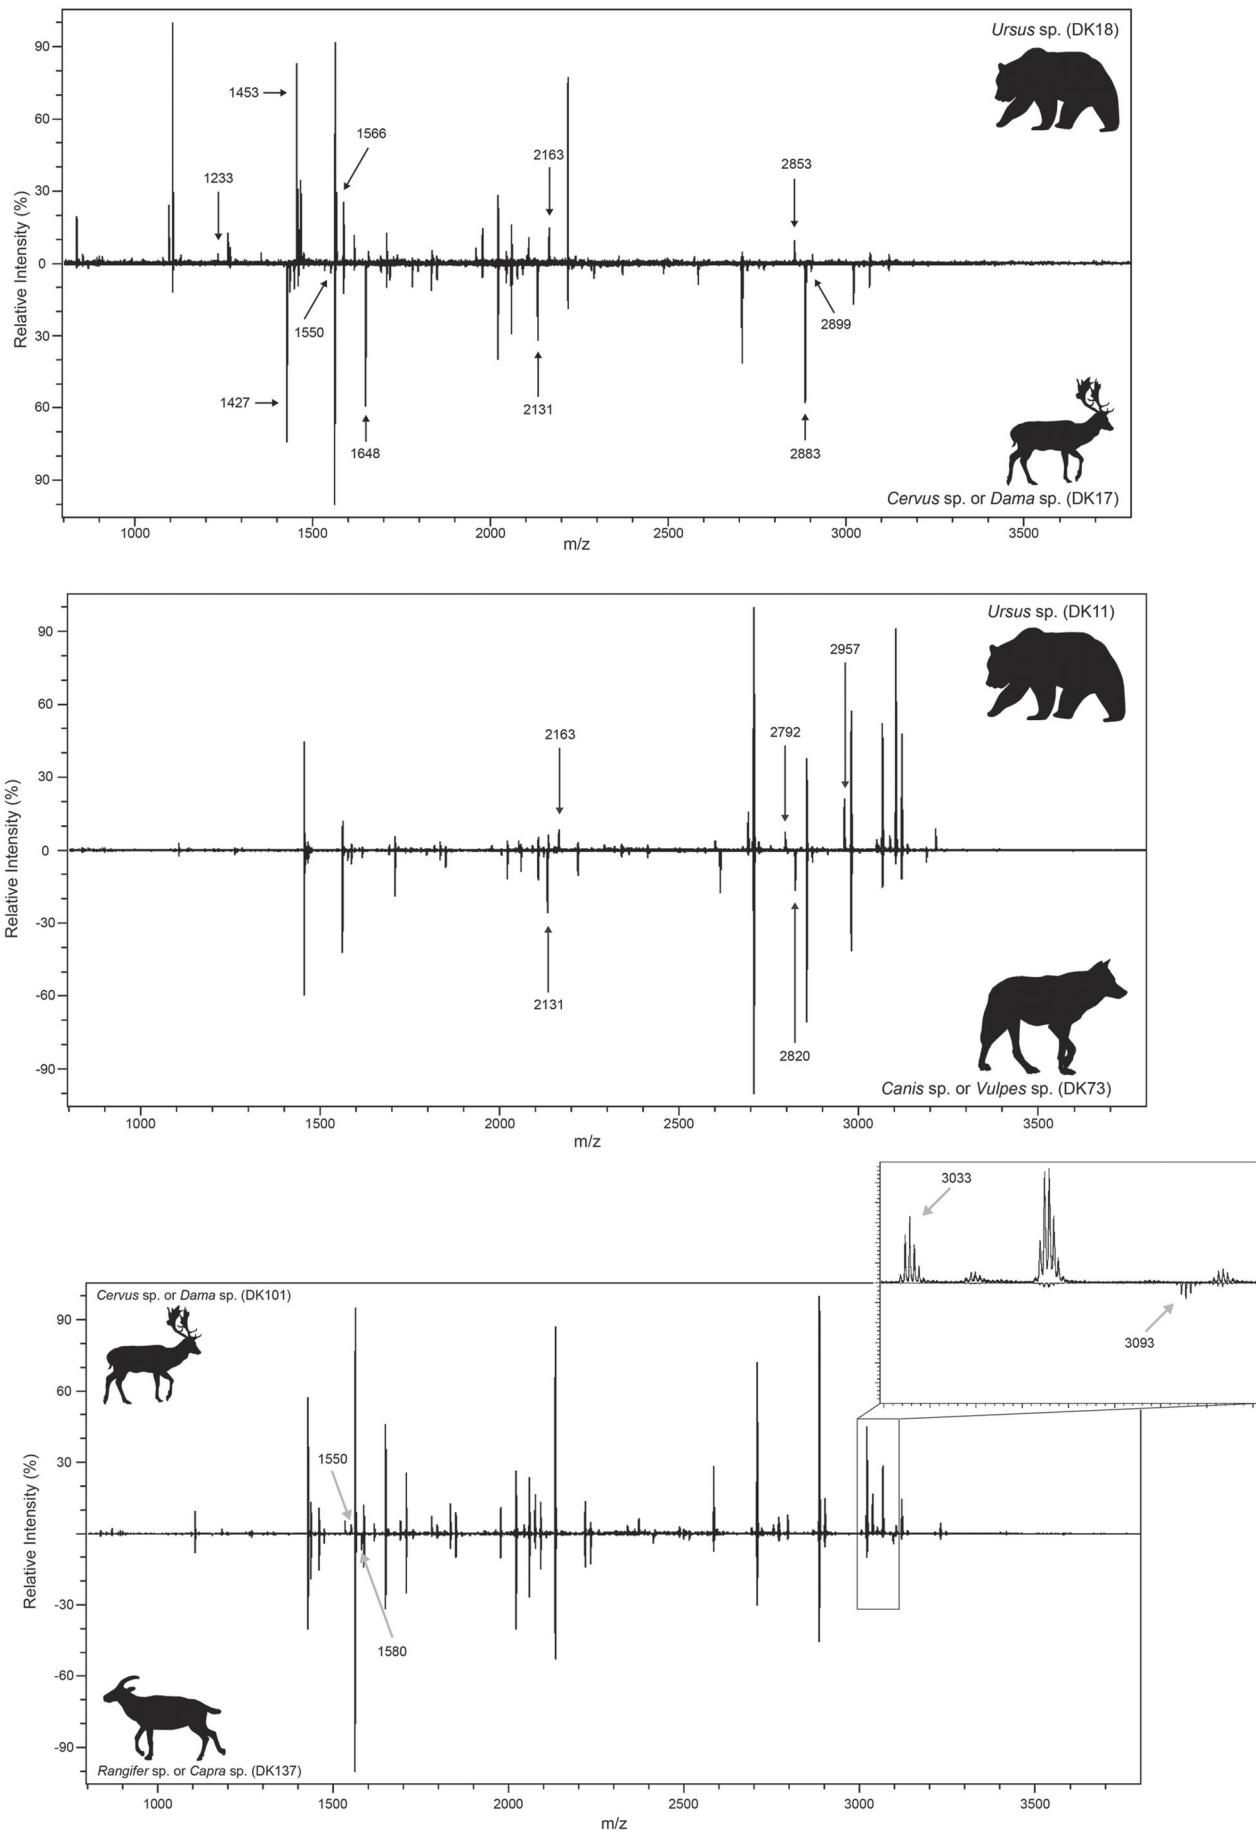 Ursus sp. (DK18)
90
1453
1566
60
2163
2853
1233
30
Relative Intensity (%)
0
1550
2899
30
1427
2131
60
1648
2883
90
Cervus sp. or Dama sp. (DK17)
1000 1500 2000 2500 3000 3500
m/z
Ursus sp. (DK11)
90
2957
60
2792
2163
30
Relative Intensity (%)
0
-30
2131
-60
2820
-90
Canis sp. or Vulpes sp. (DK73)
1000 1500 2000 2500 3000 3500
m/z
3033
3093
Cervus sp. or Dama sp. (DK101)
90
60
1550
30
Relative Intensity (%)
0
-30
1580
-60
-90
Rangifer sp. or Capra sp. (DK137)
1000 1500 2000 2500 3000 3500
m/z